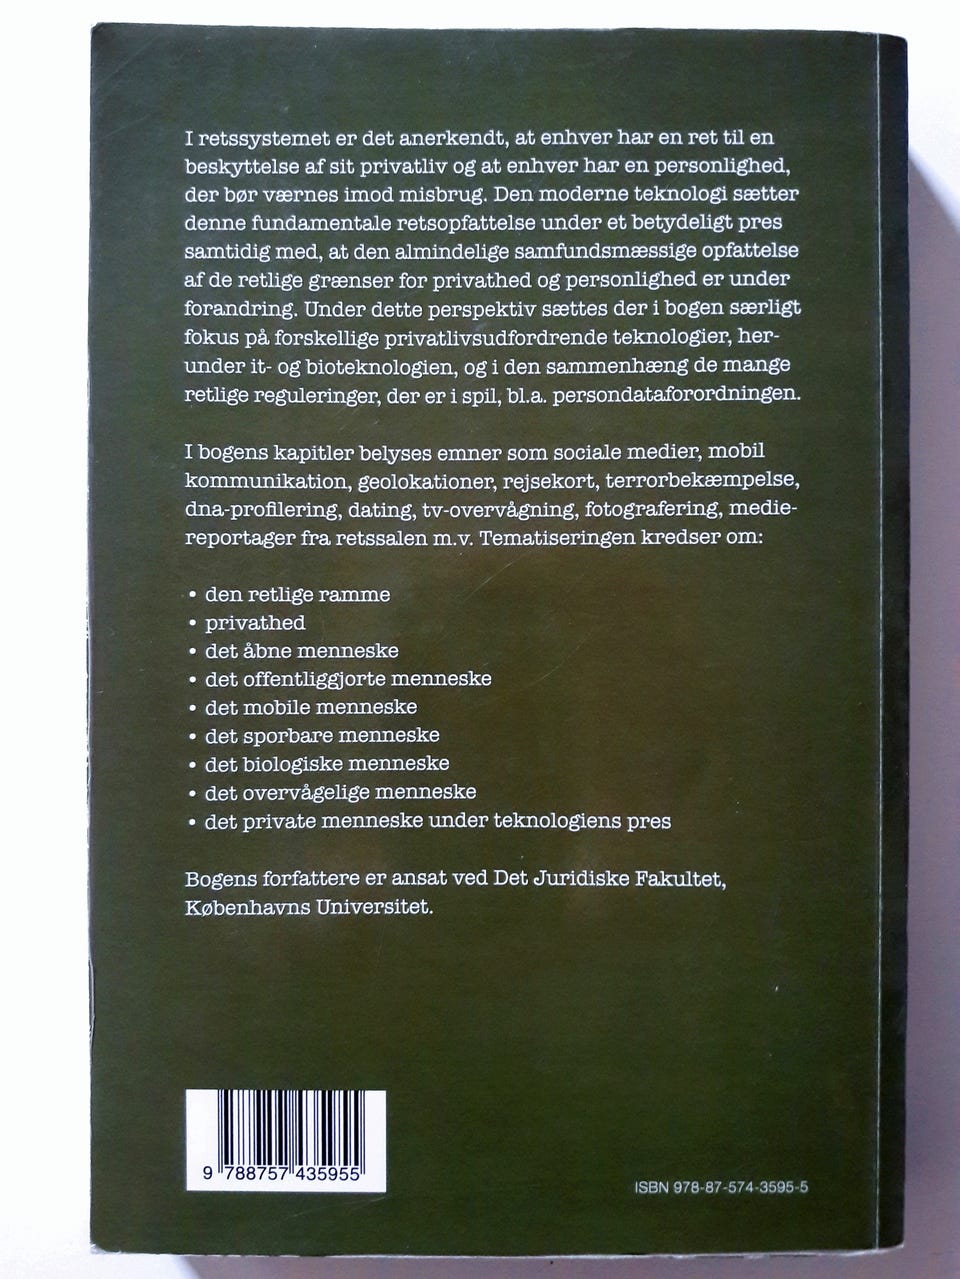 I retssystemet er det anerkendt, at enhver har en ret til en
beskyttelse af sit privatliv og at enhver har en personlighed,
der bør værnes imod misbrug. Den moderne teknologi sætter
denne fundamentale retsopfattelse under et betydeligt pres
samtidig med, at den almindelige samfundsmæssige opfattelse
af de retlige grænser for privathed og personlighed er under
forandring. Under dette perspektiv sættes der i bogen særligt
fokus på forskellige privatlivsudfordrende teknologier, her-
under it- og bioteknologien, og i den sammenhæng de mange
retlige reguleringer, der er i spil, bl.a. persondataforordningen.
I bogens kapitler belyses emner som sociale medier, mobil
kommunikation, geolokationer, rejsekort, terrorbekæmpelse,
dna-profilering, dating, tv-overvågning, fotografering, medie-
reportager fra retssalen m.v. Tematiseringen kredser om:
• den retlige ramme
• privathed
• det åbne menneske
• det offentliggjorte menneske
• det mobile menneske
• det sporbare menneske
• det biologiske menneske
• det overvågelige menneske
• det private menneske under teknologiens pres
Bogens forfattere er ansat ved Det Juridiske Fakultet,
Københavns Universitet.
9 788757 435955
ISBN 978-87-574-3595-5